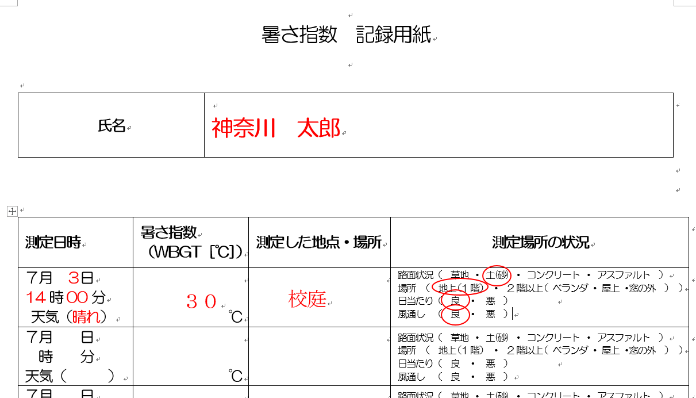 暑さ指数　記録用紙
氏名
神奈川　太郎
測定日時
暑さ指数
（WBGT［℃］）
測定した地点・場所
測定場所の状況
７月　３日
14 時 00 分
天気（晴れ）
３０
℃
校庭
路面状況（　草地　・　土(砂)　・　コンクリート　・　アスファルト　）
場所　（　地上（１階）　・　２階以上（　ベランダ　・　屋上　・窓の外　）　）
日当たり（　良　・　悪　）
風通し　（　良　・　悪　）
７月　　日
時　　分
天気（　　　）
℃
路面状況（　草地　・　土(砂)　・　コンクリート　・　アスファルト　）
場所　（　地上（１階）　・　２階以上（　ベランダ　・　屋上　・窓の外　）　）
日当たり（　良　・　悪　）
風通し　（　良　・　悪　）
７月　　日
路面状況（　草地　・　土(砂)　・　コンクリート　・　アスファルト　）